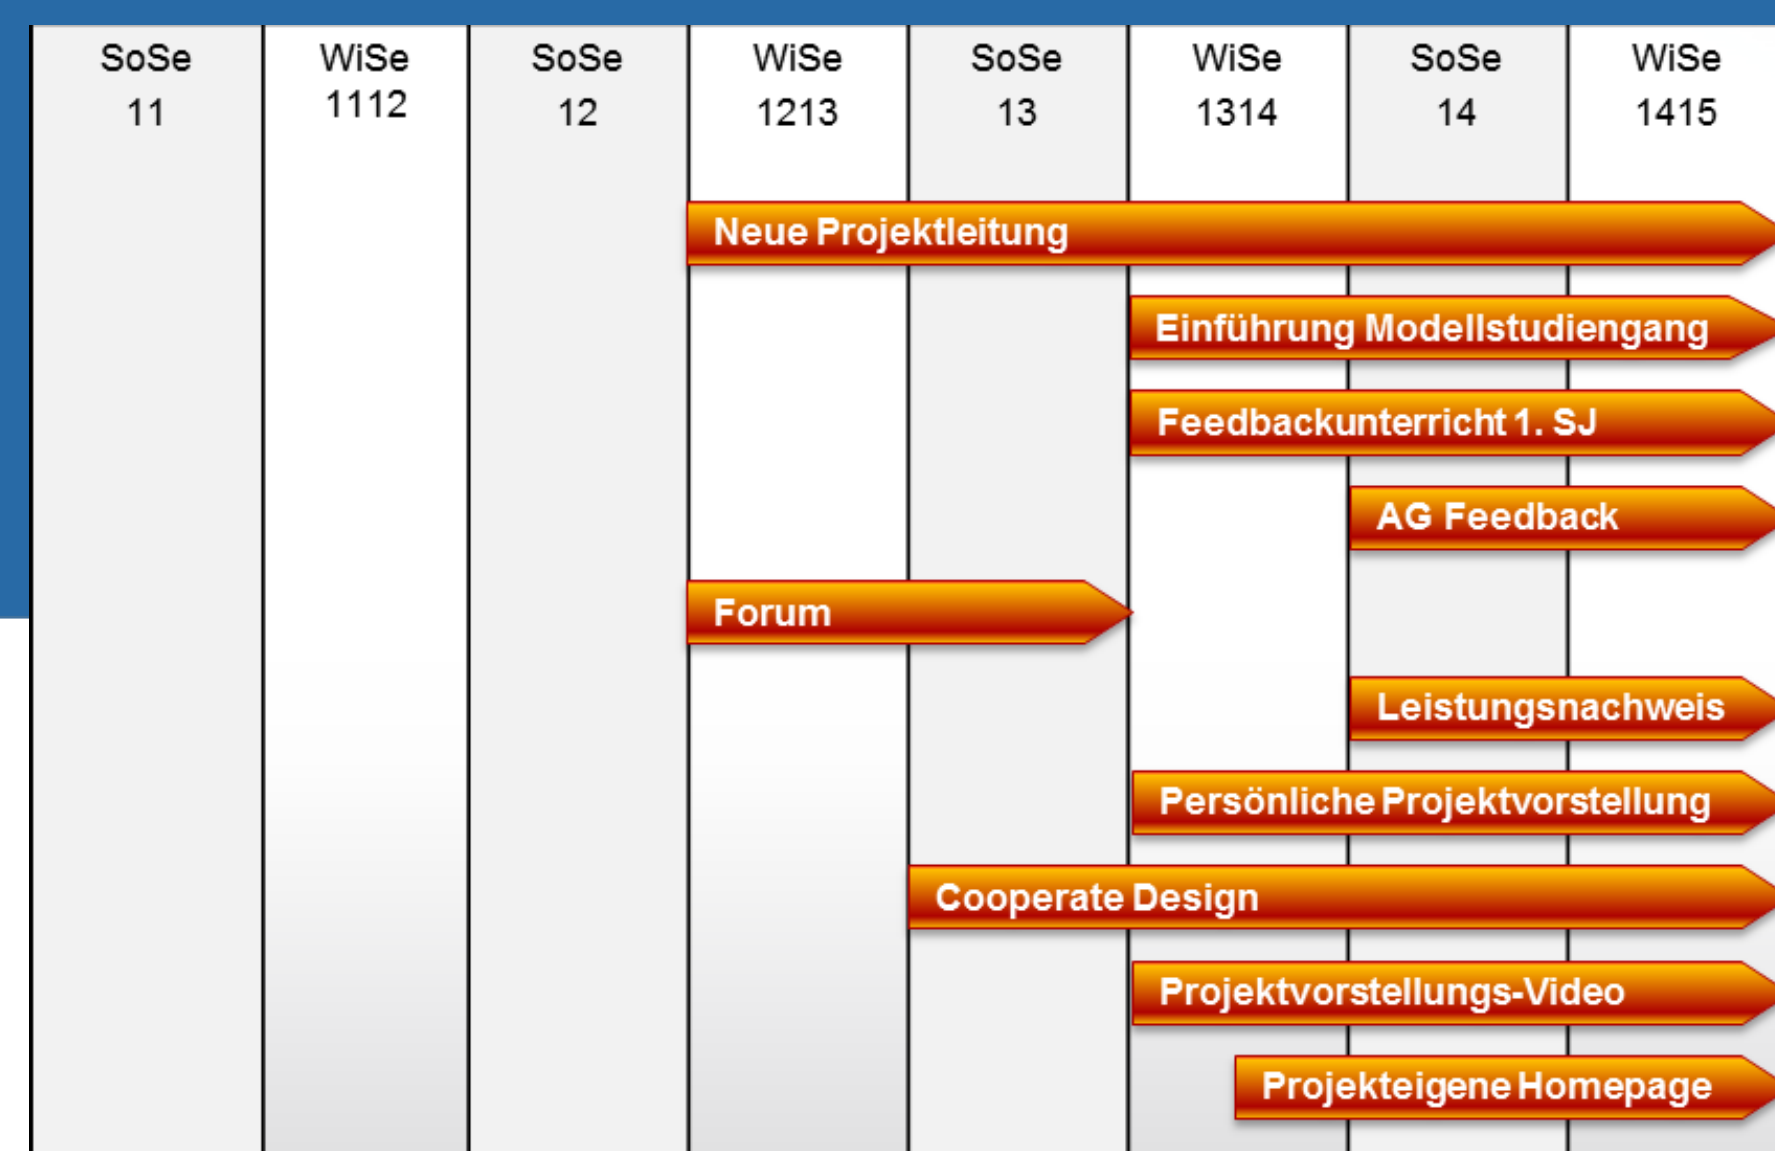 SoSe WiSe SoSe WiSe SoSe WiSe SoSe WiSe
11 1112 12 1213 13 1314 14 1415
Neue Projektleitung
Einführung Modellstudiengang
Feedbackunterricht 1. SJ
AG Feedback
Forum
Leistungsnachweis
Persönliche Projektvorstellung
Cooperate Design
Projektvorstellungs-Video
Projekteigene Homepage